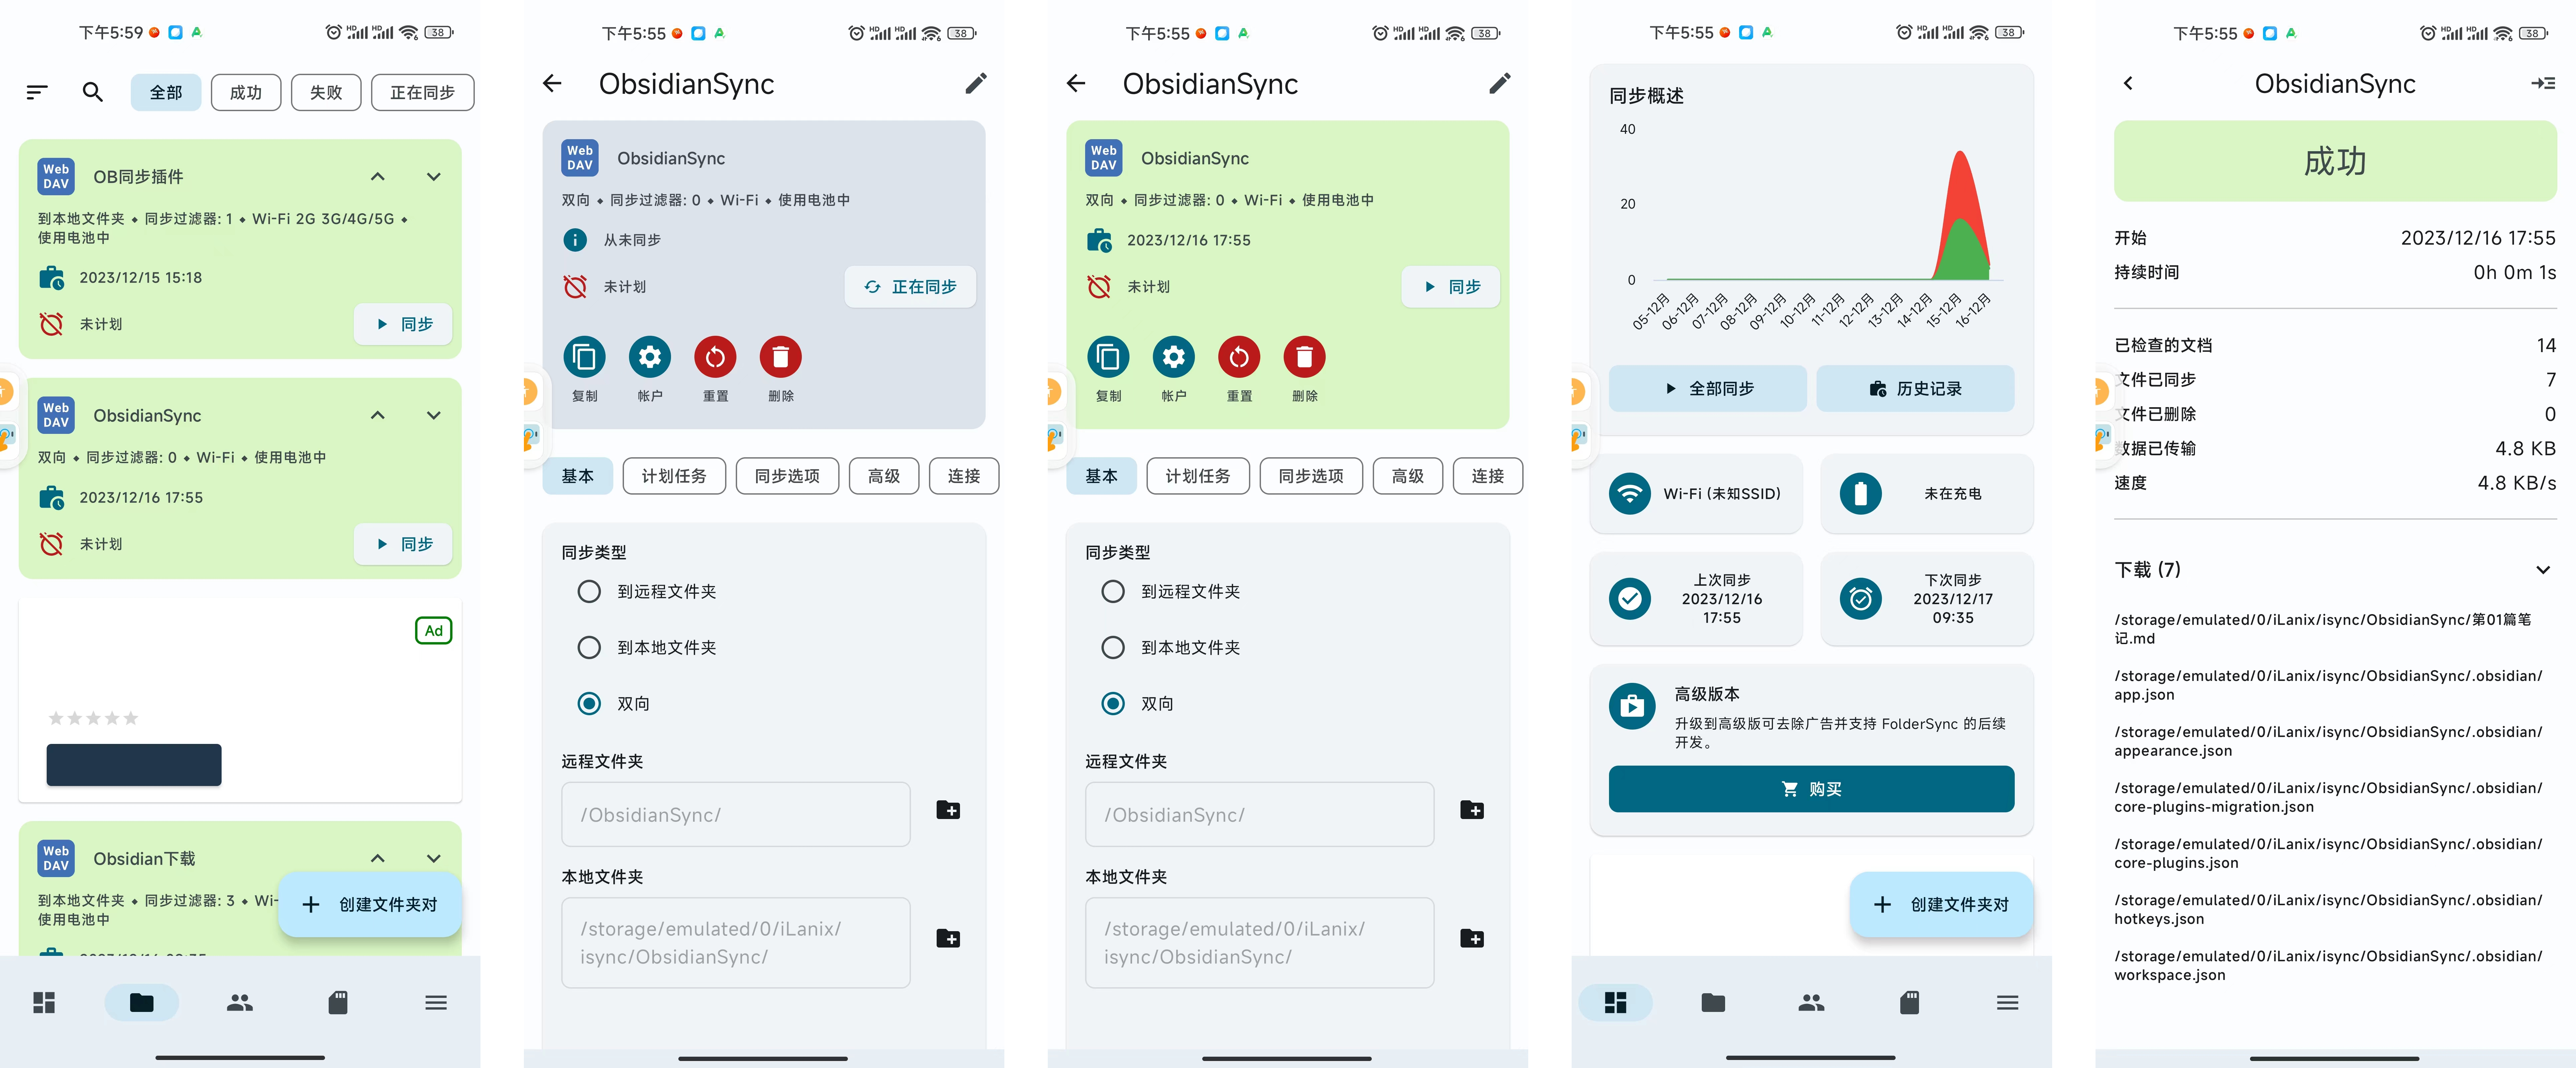 下午5:59
38
全部
成功
失败
正在同步
Web
DAV
OB同步插件
到本地文件夹 ◆ 同步过滤器: 1 ◆ Wi-Fi 2G 3G/4G/5G ◆
使用电池中
2023/12/15 15:18
未计划
同步
Web
DAV
ObsidianSync
双向 ◆ 同步过滤器: 0 ◆ Wi-Fi ◆ 使用电池中
2023/12/16 17:55
未计划
同步
Ad
Web
DAV
Obsidian下载
到本地文件夹 ◆ 同步过滤器: 3 ◆ Wi-
使用电池中
创建文件夹对
下午5:55
38
ObsidianSync
Web
DAV
ObsidianSync
双向 ◆ 同步过滤器: 0 ◆ Wi-Fi ◆ 使用电池中
从未同步
未计划
正在同步
复制
帐户
重置
删除
基本
计划任务
同步选项
高级
连接
同步类型
到远程文件夹
到本地文件夹
双向
远程文件夹
/ObsidianSync/
本地文件夹
/storage/emulated/0/iLanix/
isync/ObsidianSync/
下午5:55
38
ObsidianSync
Web
DAV
ObsidianSync
双向 ◆ 同步过滤器: 0 ◆ Wi-Fi ◆ 使用电池中
2023/12/16 17:55
未计划
同步
复制
帐户
重置
删除
基本
计划任务
同步选项
高级
连接
同步类型
到远程文件夹
到本地文件夹
双向
远程文件夹
/ObsidianSync/
本地文件夹
/storage/emulated/0/iLanix/
isync/ObsidianSync/
下午5:55
38
同步概述
40
20
0
05-12月
06-12月
07-12月
08-12月
09-12月
10-12月
11-12月
12-12月
13-12月
14-12月
15-12月
16-12月
全部同步
历史记录
Wi-Fi (未知SSID)
未在充电
上次同步
2023/12/16
17:55
下次同步
2023/12/17
09:35
高级版本
升级到高级版可去除广告并支持 FolderSync 的后续
开发。
购买
创建文件夹对
下午5:55
38
ObsidianSync
成功
开始 2023/12/16 17:55
持续时间 0h 0m 1s
已检查的文档 14
文件已同步 7
文件已删除 0
数据已传输 4.8 KB
速度 4.8 KB/s
下载 (7)
/storage/emulated/0/iLanix/isync/ObsidianSync/第01篇笔
记.md
/storage/emulated/0/iLanix/isync/ObsidianSync/.obsidian/
app.json
/storage/emulated/0/iLanix/isync/ObsidianSync/.obsidian/
appearance.json
/storage/emulated/0/iLanix/isync/ObsidianSync/.obsidian/
core-plugins-migration.json
/storage/emulated/0/iLanix/isync/ObsidianSync/.obsidian/
core-plugins.json
/storage/emulated/0/iLanix/isync/ObsidianSync/.obsidian/
hotkeys.json
/storage/emulated/0/iLanix/isync/ObsidianSync/.obsidian/
workspace.json